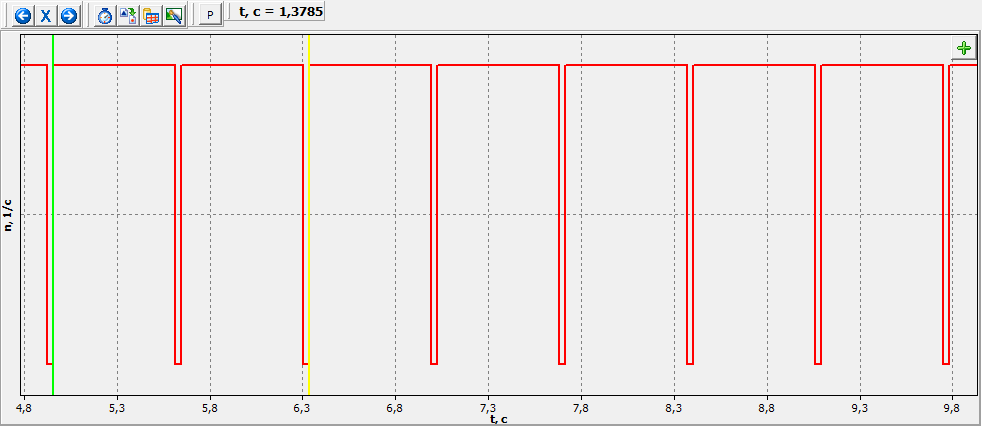 X
P
t, c = 1,3785
n, 1/c
4,8 5,3 5,8 6,3 6,8 7,3 7,8 8,3 8,8 9,3 9,8
t, c